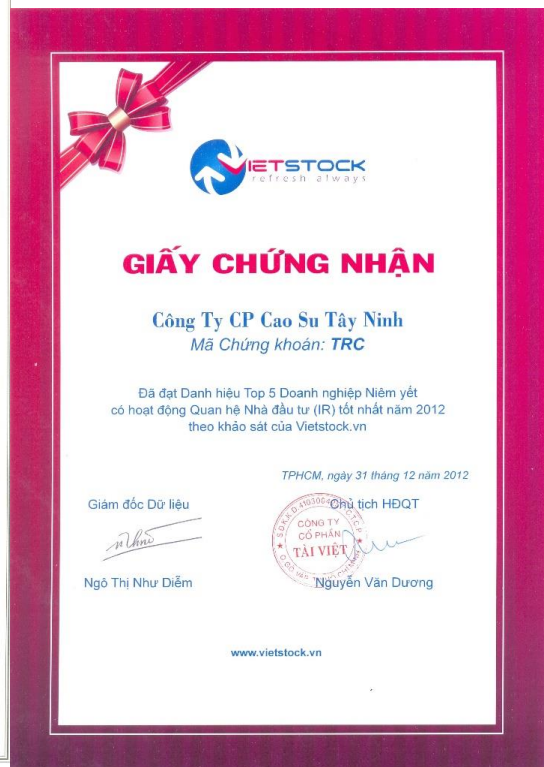 VIETSTOCK
refresh always
GIẤY CHỨNG NHẬN
Công Ty CP Cao Su Tây Ninh
Mã Chứng khoán: TRC
Đã đạt Danh hiệu Top 5 Doanh nghiệp Niêm yết
có hoạt động Quan hệ Nhà đầu tư (IR) tốt nhất năm 2012
theo khảo sát của Vietstock.vn
TPHCM, ngày 31 tháng 12 năm 2012
Giám đốc Dữ liệu
Chủ tịch HĐQT
CÔNG TY
CỔ PHẦN
TÀI VIỆT
Ngô Thị Như Diễm
Nguyễn Văn Dương
www.vietstock.vn